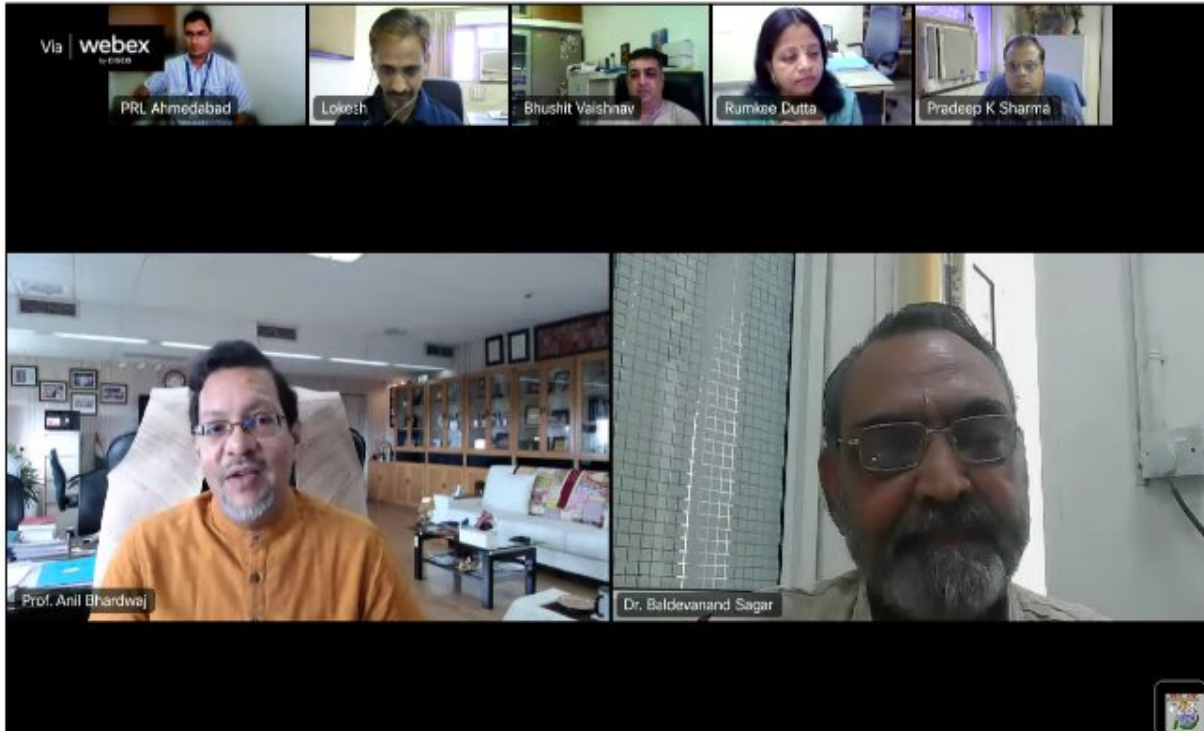 Via | webex
by CISCO
PRL Ahmedabad
Lokesh
Bhushit Vaishnav
Rumkee Dutta
Pradeep K Sharma
Prof. Anil Bhardwaj
Dr. Baldevanand Sagar